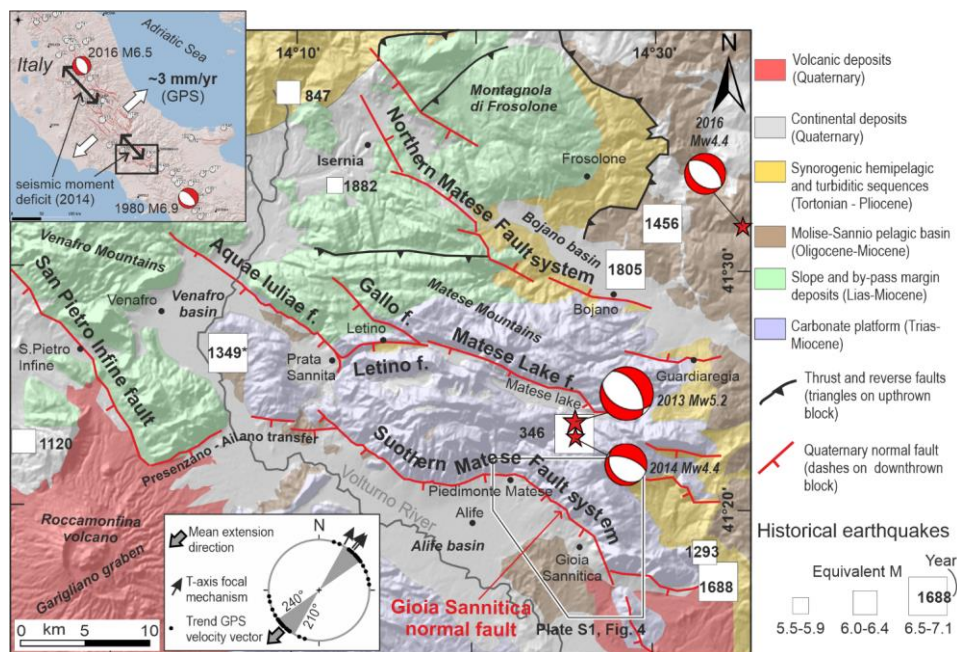 Adriatic Sea
2016 M6.5
Italy
~3 mm/yr
(GPS)
seismic moment
deficit (2014)
1980 M6.9
14°10'
14°30'
N
847
Montagnola
di Frosolone
2016
Mw4.4
Isernia
1882
Frosolone
Northern Matese Fault system
1456
Bojano basin
1805
41°30'
Bojano
Venafro Mountains
Venafro
Venafro
basin
Aquae Iuliae f.
Gallo f.
Matese Mountains
San Pietro Infine fault
S.Pietro
Infine
1349*
Letino
Prata
Sannita
Letino f.
Matese Lake f.
Matese lake
Guardiaregia
2013 Mw5.2
346
2014 Mw4.4
1120
Presenzano - Ailano transfer
Suothern Matese Fault system
Piedimonte Matese
Volturno River
Alife
Alife basin
41°20'
Roccamonfina
volcano
Garigliano graben
Gioia
Sannitica
1293
1688
Gioia Sannitica
normal fault
Plate S1, Fig. 4
Mean extension
direction
T-axis focal
mechanism
Trend GPS
velocity vector
N
240°
210°
km
0 5 10
Volcanic deposits
(Quaternary)
Continental deposits
(Quaternary)
Synorogenic hemipelagic
and turbiditic sequences
(Tortonian - Pliocene)
Molise-Sannio pelagic basin
(Oligocene-Miocene)
Slope and by-pass margin
deposits (Lias-Miocene)
Carbonate platform (Trias-
Miocene)
Thrust and reverse faults
(triangles on upthrown
block)
Quaternary normal fault
(dashes on downthrown
block)
Historical earthquakes
Equivalent M
Year
1688
5.5-5.9 6.0-6.4 6.5-7.1